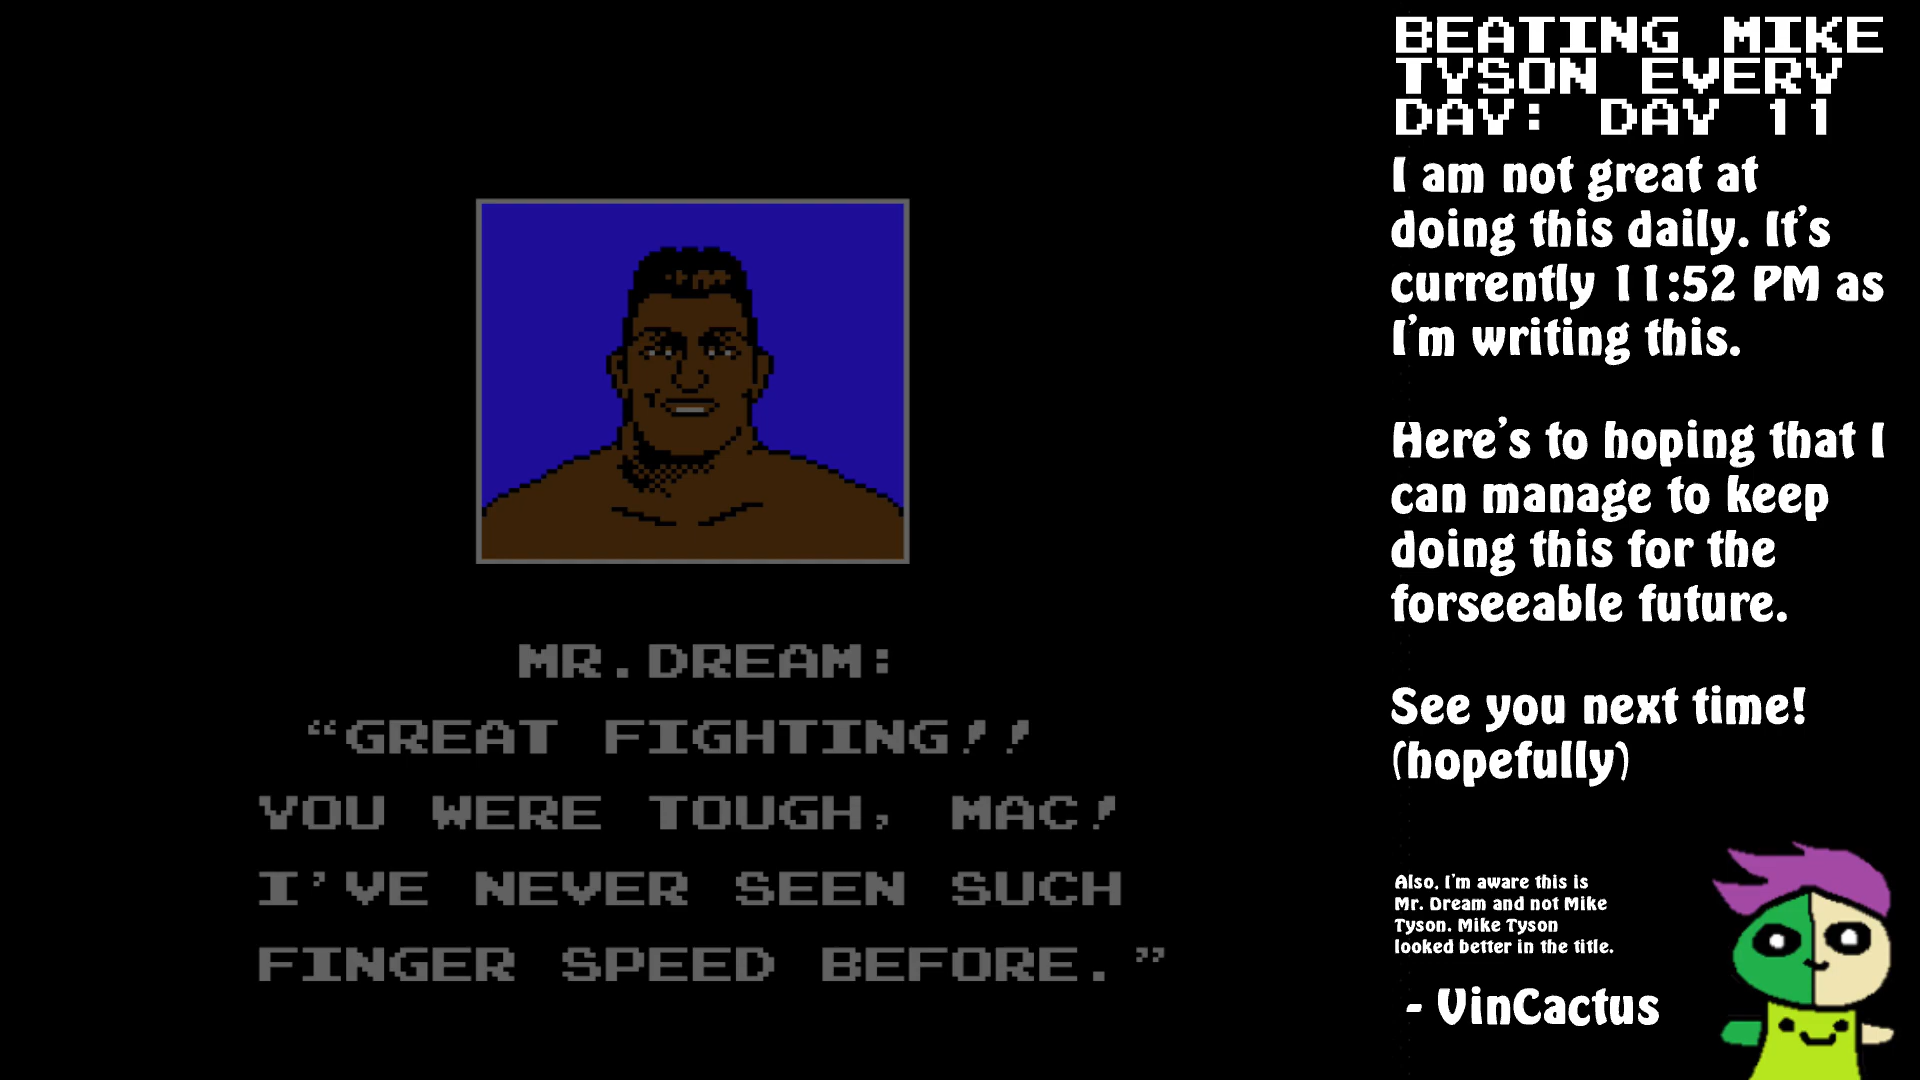 BEATING MIKE
TYSON EVERY
DAY: DAY 11
I am not great at
doing this daily. It's
currently 11:52 PM as
I'm writing this.
Here's to hoping that I
can manage to keep
doing this for the
forseeable future.
See you next time!
(hopefully)
Also, I'm aware this is
Mr. Dream and not Mike
Tyson. Mike Tyson
looked better in the title.
- VinCactus
MR.DREAM:
“GREAT FIGHTING!!
YOU WERE TOUGH, MAC!
I'VE NEVER SEEN SUCH
FINGER SPEED BEFORE.”